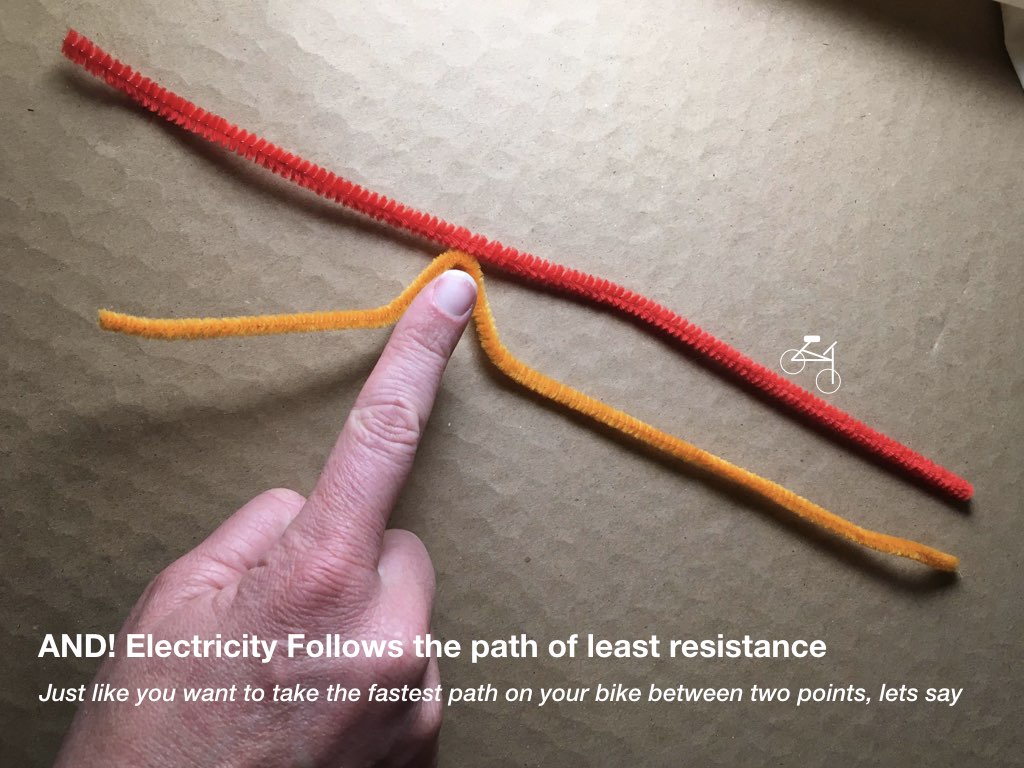 AND! Electricity Follows the path of least resistance
Just like you want to take the fastest path on your bike between two points, lets say